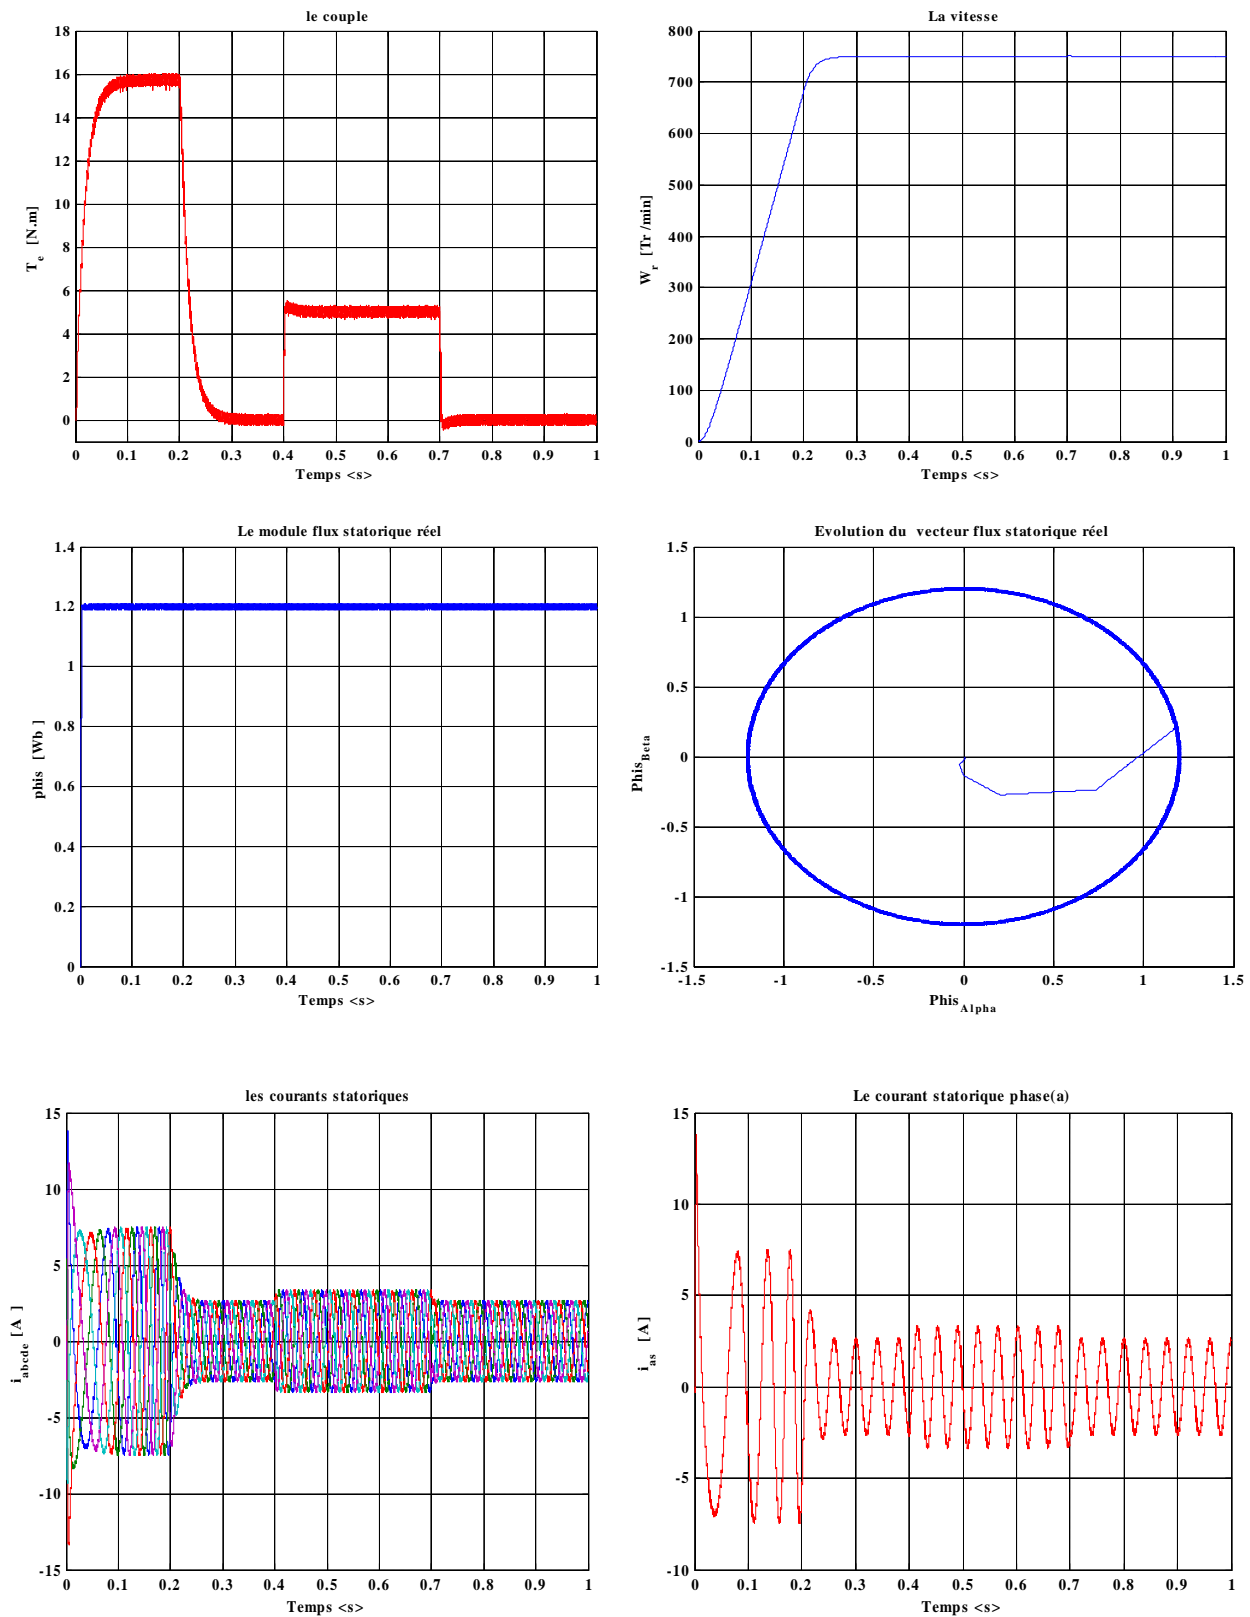 le couple
18
16
14
12
10
8
6
4
2
0
T_e [N.m]
0 0.1 0.2 0.3 0.4 0.5 0.6 0.7 0.8 0.9 1
Temps <s>
La vitesse
800
700
600
500
400
300
200
100
0
W_r [Tr/min]
0 0.1 0.2 0.3 0.4 0.5 0.6 0.7 0.8 0.9 1
Temps <s>
Le module flux statorique réel
1.4
1.2
1
0.8
0.6
0.4
0.2
0
phis [Wb]
0 0.1 0.2 0.3 0.4 0.5 0.6 0.7 0.8 0.9 1
Temps <s>
Evolution du vecteur flux statorique réel
1.5
1
0.5
0
-0.5
-1
-1.5
Phis_Beta
-1.5 -1 -0.5 0 0.5 1 1.5
Phis_Alpha
les courants statoriques
15
10
5
0
-5
-10
-15
i_abcde [A]
0 0.1 0.2 0.3 0.4 0.5 0.6 0.7 0.8 0.9 1
Temps <s>
Le courant statorique phase(a)
15
10
5
0
-5
-10
i_as [A]
0 0.1 0.2 0.3 0.4 0.5 0.6 0.7 0.8 0.9 1
Temps <s>